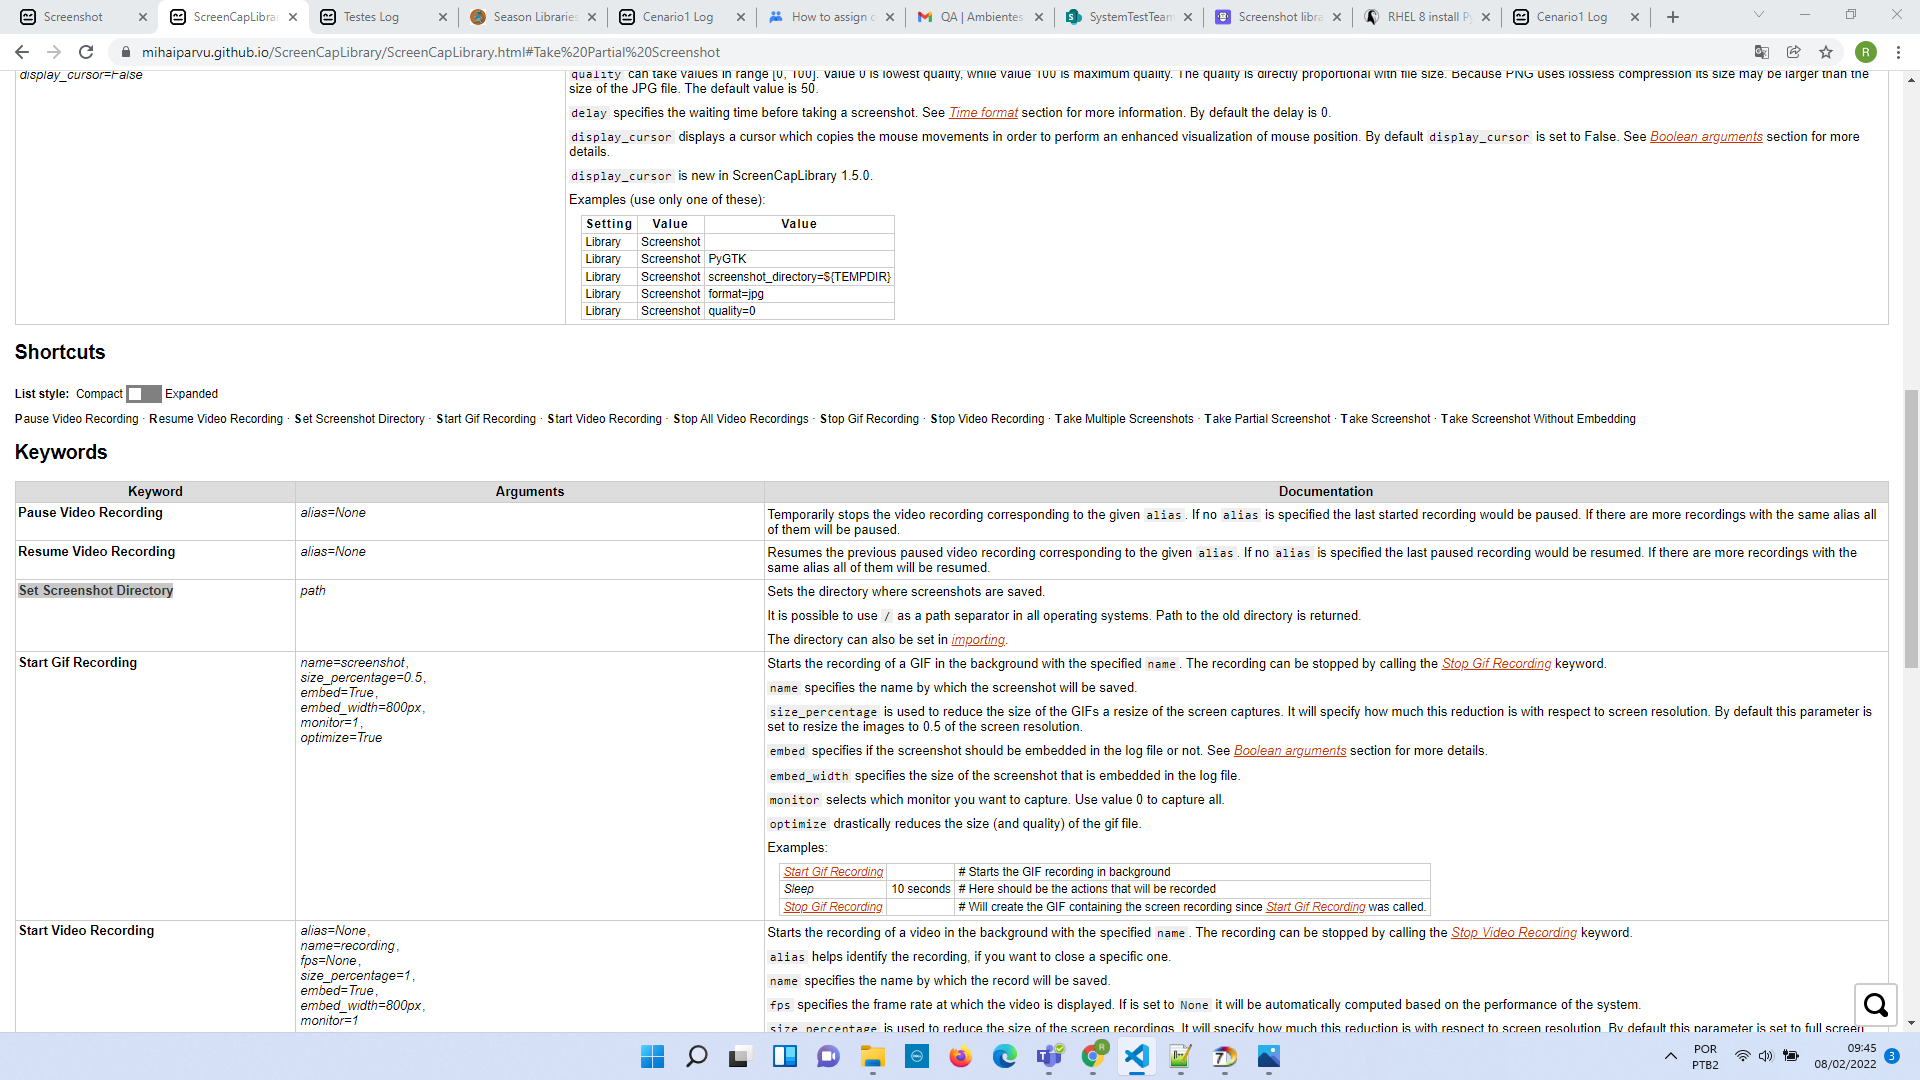 Screenshot
ScreenCapLibrar
Testes Log
Season Libraries
Cenario1 Log
How to assign c
QA | Ambientes
SystemTestTeam
Screenshot libra
RHEL 8 install Py
Cenario1 Log
mihaiparvu.github.io/ScreenCapLibrary/ScreenCapLibrary.html#Take%20Partial%20Screenshot
R
display_cursor=False
quality can take values in range [0, 100]. Value 0 is lowest quality, while value 100 is maximum quality. The quality is directly proportional with file size. Because PNG uses lossless compression its size may be larger than the
size of the JPG file. The default value is 50.
delay specifies the waiting time before taking a screenshot. See Time format section for more information. By default the delay is 0.
display_cursor displays a cursor which copies the mouse movements in order to perform an enhanced visualization of mouse position. By default display_cursor is set to False. See Boolean arguments section for more
details.
display_cursor is new in ScreenCapLibrary 1.5.0.
Examples (use only one of these):
Setting Value Value
Library Screenshot
Library Screenshot PyGTK
Library Screenshot screenshot_directory=${TEMPDIR}
Library Screenshot format=jpg
Library Screenshot quality=0
Shortcuts
List style: Compact Expanded
Pause Video Recording · Resume Video Recording · Set Screenshot Directory · Start Gif Recording · Start Video Recording · Stop All Video Recordings · Stop Gif Recording · Stop Video Recording · Take Multiple Screenshots · Take Partial Screenshot · Take Screenshot · Take Screenshot Without Embedding
Keywords
Keyword Arguments Documentation
Pause Video Recording
alias=None
Temporarily stops the video recording corresponding to the given alias. If no alias is specified the last started recording would be paused. If there are more recordings with the same alias all
of them will be paused.
Resume Video Recording
alias=None
Resumes the previous paused video recording corresponding to the given alias. If no alias is specified the last paused recording would be resumed. If there are more recordings with the
same alias all of them will be resumed.
Set Screenshot Directory
path
Sets the directory where screenshots are saved.
It is possible to use / as a path separator in all operating systems. Path to the old directory is returned.
The directory can also be set in importing.
Start Gif Recording
name=screenshot,
size_percentage=0.5,
embed=True,
embed_width=800px,
monitor=1,
optimize=True
Starts the recording of a GIF in the background with the specified name. The recording can be stopped by calling the Stop Gif Recording keyword.
name specifies the name by which the screenshot will be saved.
size_percentage is used to reduce the size of the GIFs a resize of the screen captures. It will specify how much this reduction is with respect to screen resolution. By default this parameter is
set to resize the images to 0.5 of the screen resolution.
embed specifies if the screenshot should be embedded in the log file or not. See Boolean arguments section for more details.
embed_width specifies the size of the screenshot that is embedded in the log file.
monitor selects which monitor you want to capture. Use value 0 to capture all.
optimize drastically reduces the size (and quality) of the gif file.
Examples:
Start Gif Recording # Starts the GIF recording in background
Sleep 10 seconds # Here should be the actions that will be recorded
Stop Gif Recording # Will create the GIF containing the screen recording since Start Gif Recording was called.
Start Video Recording
alias=None,
name=recording,
fps=None,
size_percentage=1,
embed=True,
embed_width=800px,
monitor=1
Starts the recording of a video in the background with the specified name. The recording can be stopped by calling the Stop Video Recording keyword.
alias helps identify the recording, if you want to close a specific one.
name specifies the name by which the record will be saved.
fps specifies the frame rate at which the video is displayed. If is set to None it will be automatically computed based on the performance of the system.
size_percentage is used to reduce the size of the screen recordings. It will specify how much this reduction is with respect to screen resolution. By default this parameter is set to full screen
POR
PTB2
09:45
08/02/2022
3